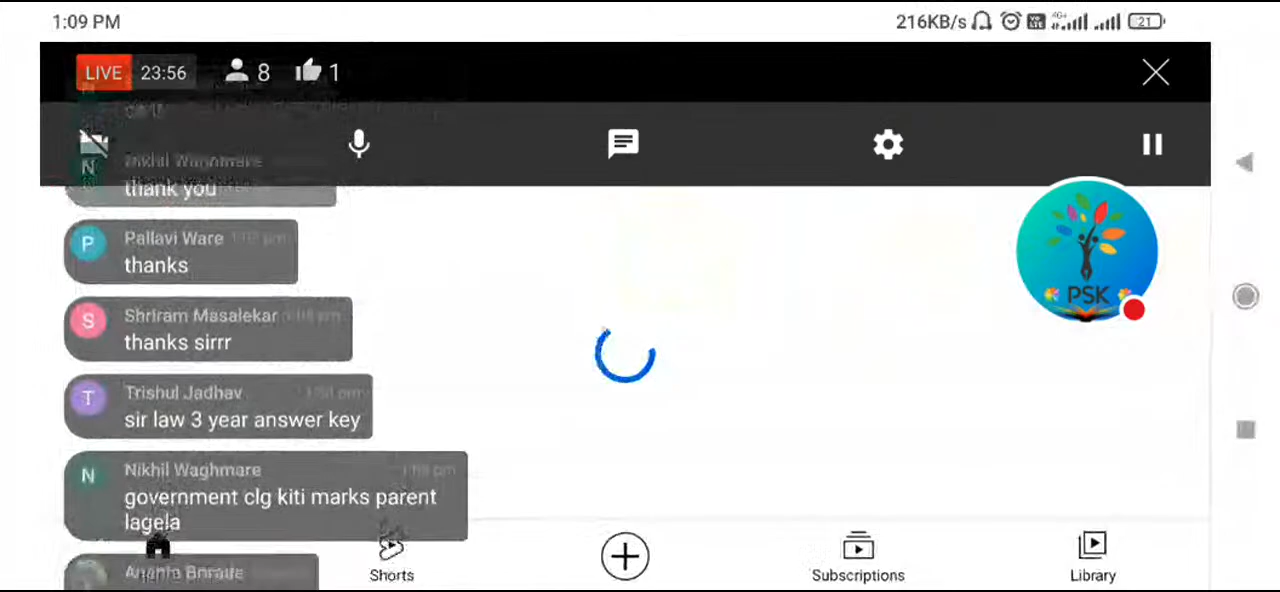 1:09 PM
216KB/s
21
LIVE 23:56 8 1
Nikhil Waghmare
thank you
Pallavi Ware
thanks
Shriram Masalekar
thanks sirrr
Trishul Jadhav
sir law 3 year answer key
Nikhil Waghmare
government clg kiti marks parent
lagela
PSK
Shorts
Subscriptions
Library